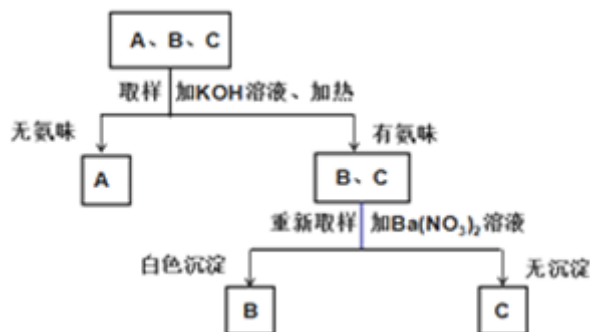 A、B、C
取样 加KOH溶液、加热
无氨味 有氨味
A B、C
重新取样 加Ba(NO₃)₂溶液
白色沉淀 无沉淀
B C